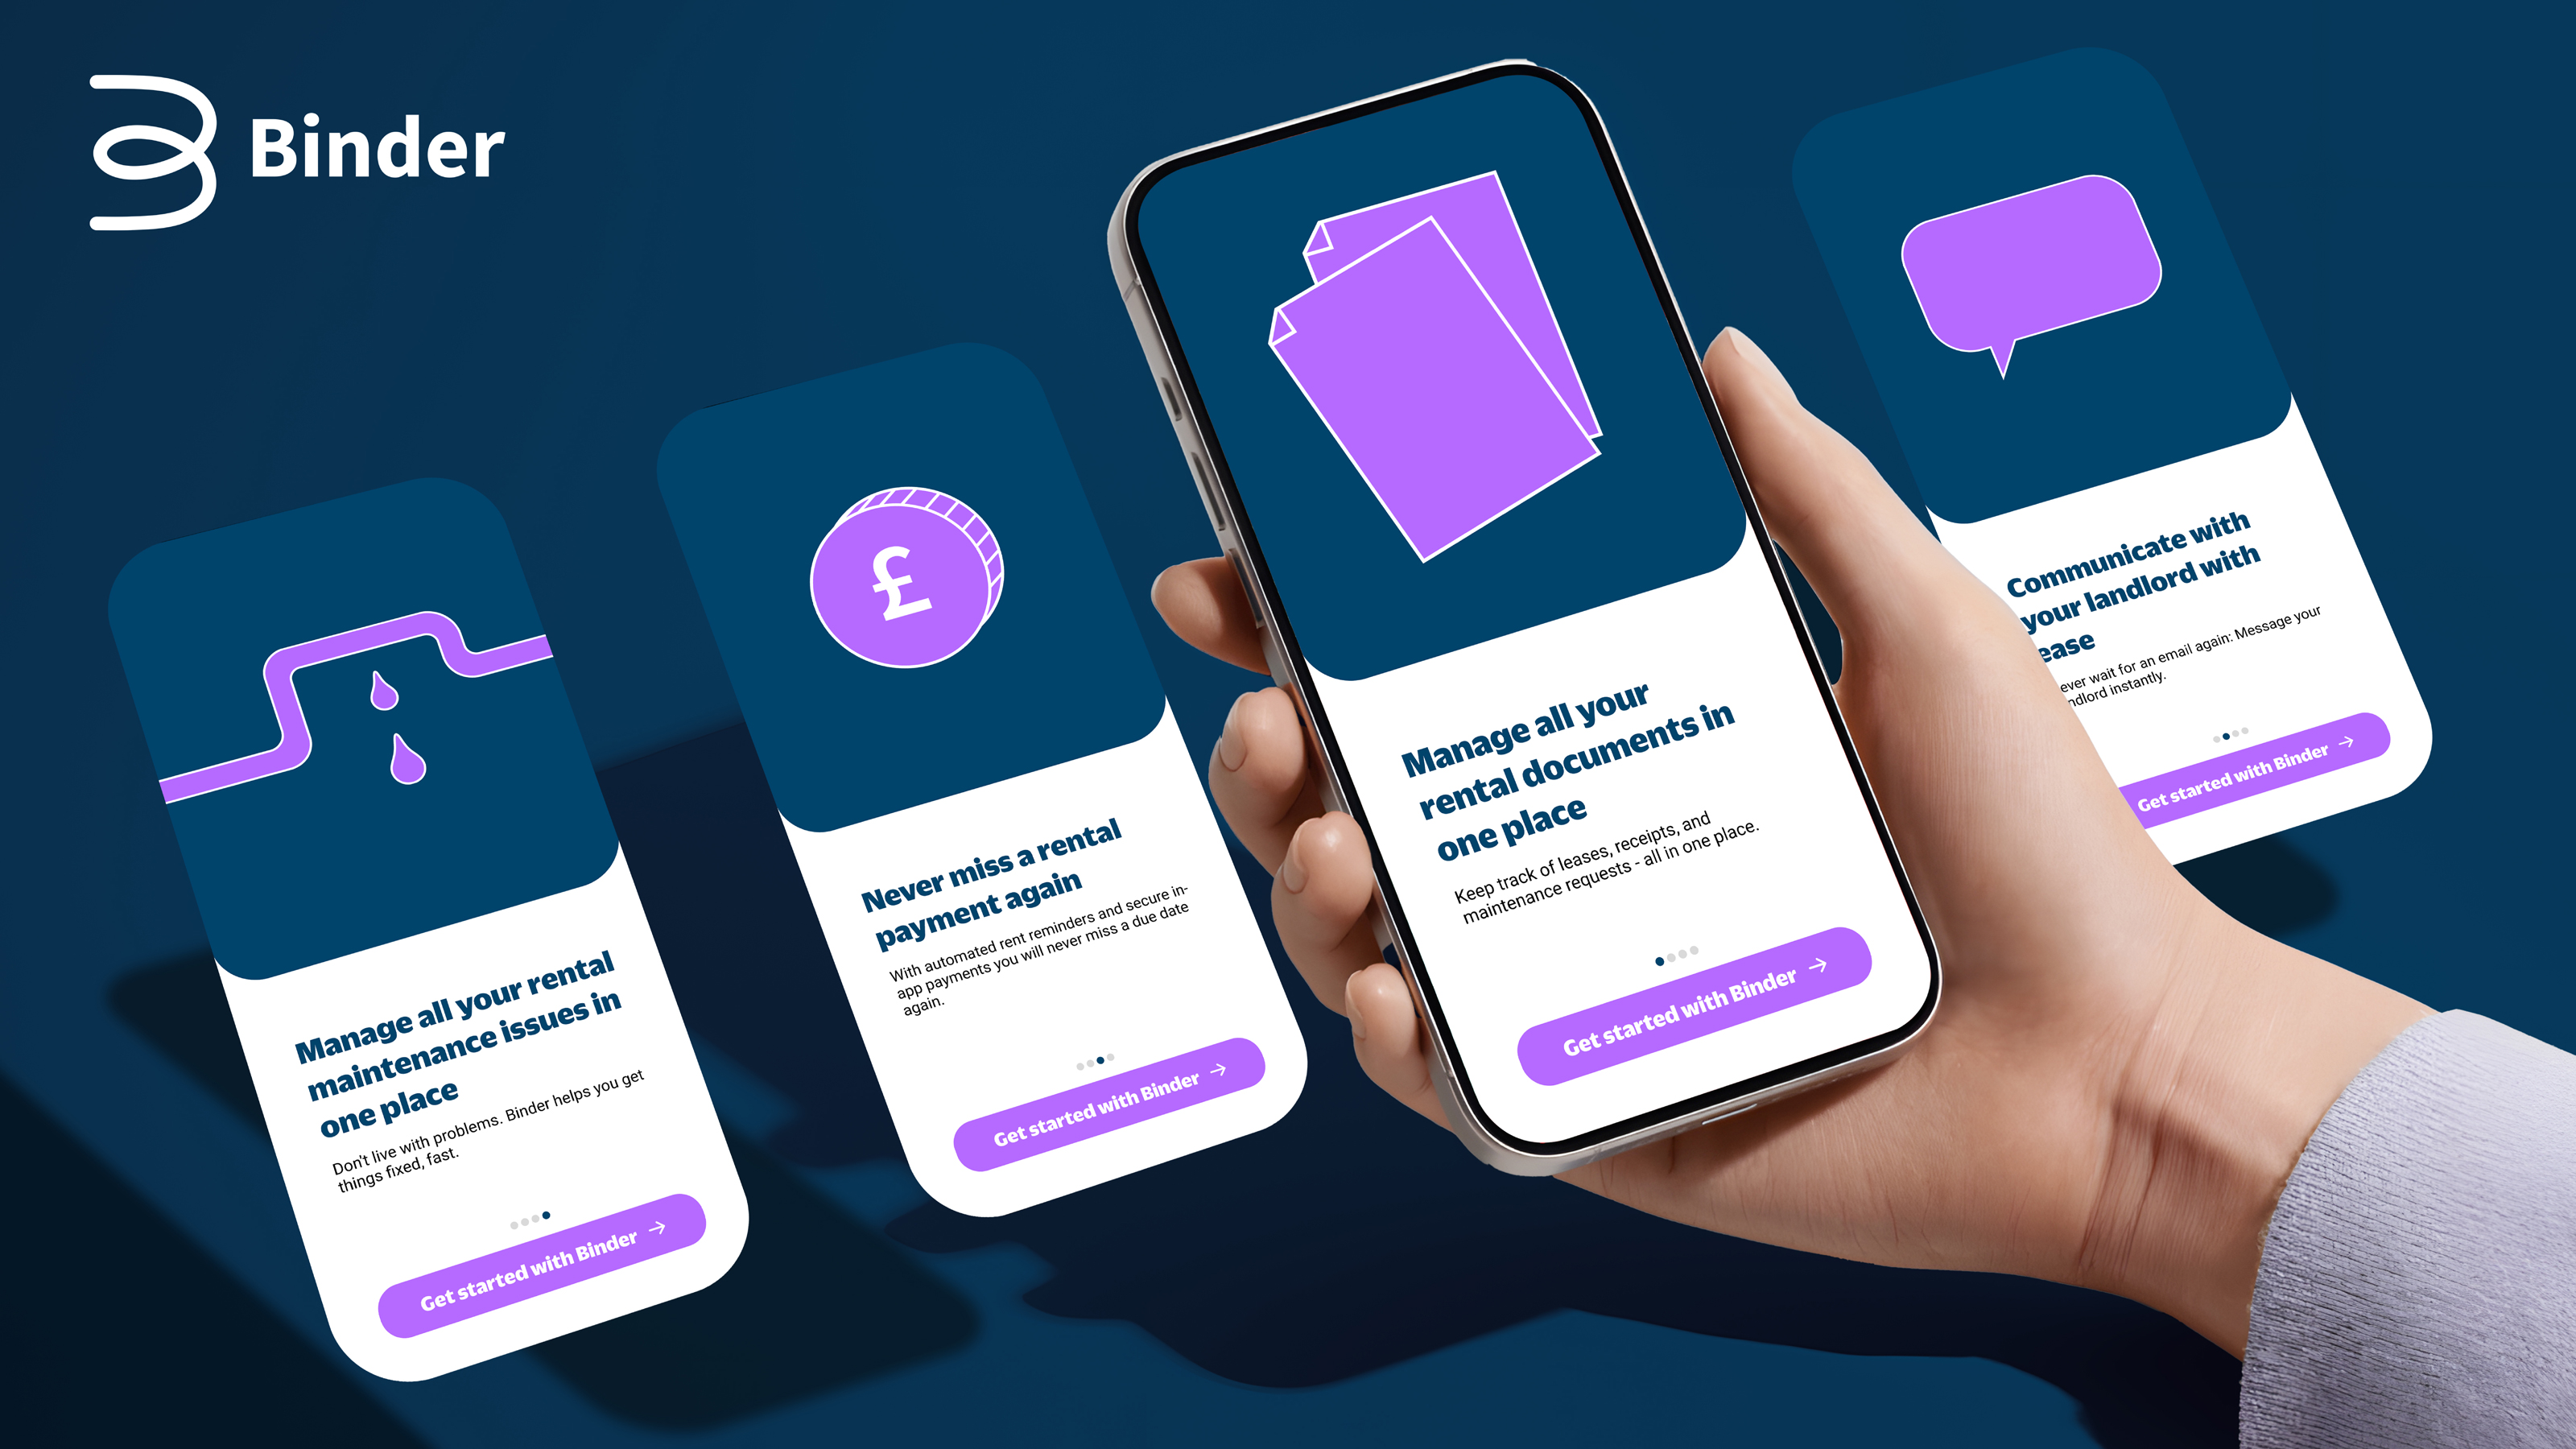 Binder
Manage all your rental
maintenance issues in
one place
Don't live with problems. Binder helps you get
things fixed, fast.
Get started with Binder
£
Never miss a rental
payment again
With automated rent reminders and secure in-
app payments you will never miss a due date
again.
Get started with Binder
Manage all your
rental documents in
one place
Keep track of leases, receipts, and
maintenance requests - all in one place.
Get started with Binder
Communicate with
your landlord with
ease
ever wait for an email again: Message your
ndlord instantly.
Get started with Binder